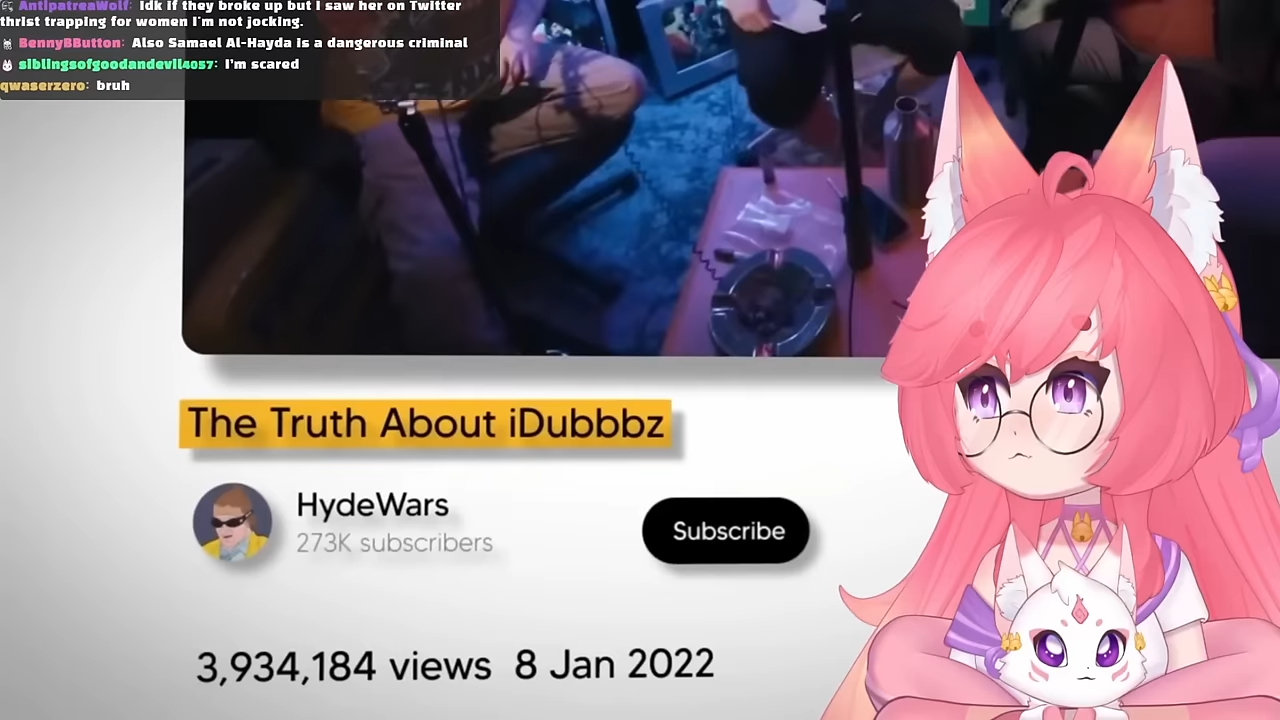 AntipatreaWolf: Idk if they broke up but I saw her on Twitter
thrist trapping for women I'm not jocking.
BennyBButton: Also Samael Al-Hayda is a dangerous criminal
siblingsofgoodandevil4057: I'm scared
qwaserzero: bruh
The Truth About iDubbbz
HydeWars
273K subscribers
Subscribe
3,934,184 views 8 Jan 2022